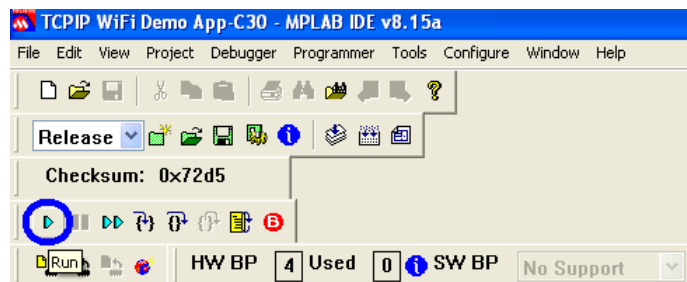 TCPIP WiFi Demo App-C30 - MPLAB IDE v8.15a
File Edit View Project Debugger Programmer Tools Configure Window Help
Release
Checksum: 0x72d5
Run
HW BP 4 Used 0 SW BP No Support